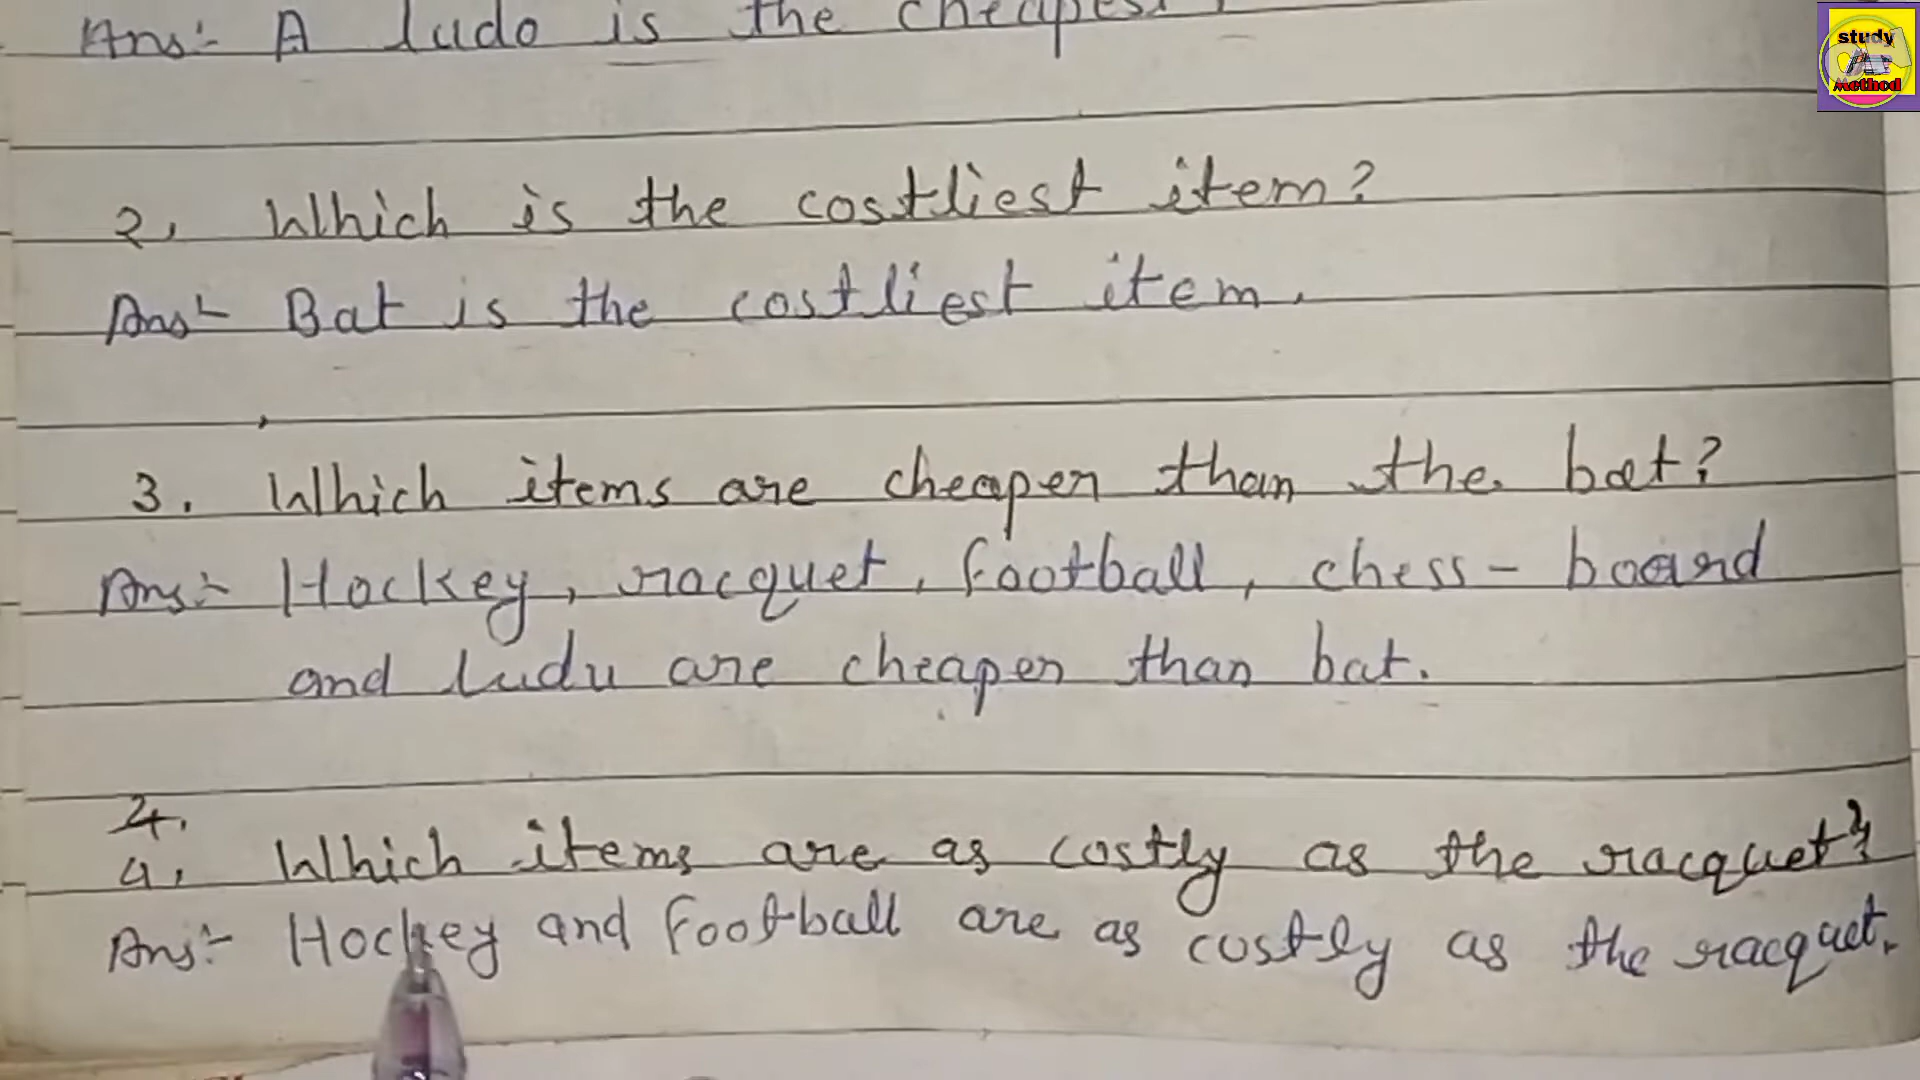 Ans:- A ludo is the cheapest
2. Which is the costliest item?
Ans:- Bat is the costliest item.
3. Which items are cheaper than the bat?
Ans:- Hockey, racquet, football, chess-board
and ludu are cheaper than bat.
4.
4. Which items are as costly as the racquet?
Ans:- Hockey and football are as costly as the racquet.
study
Method